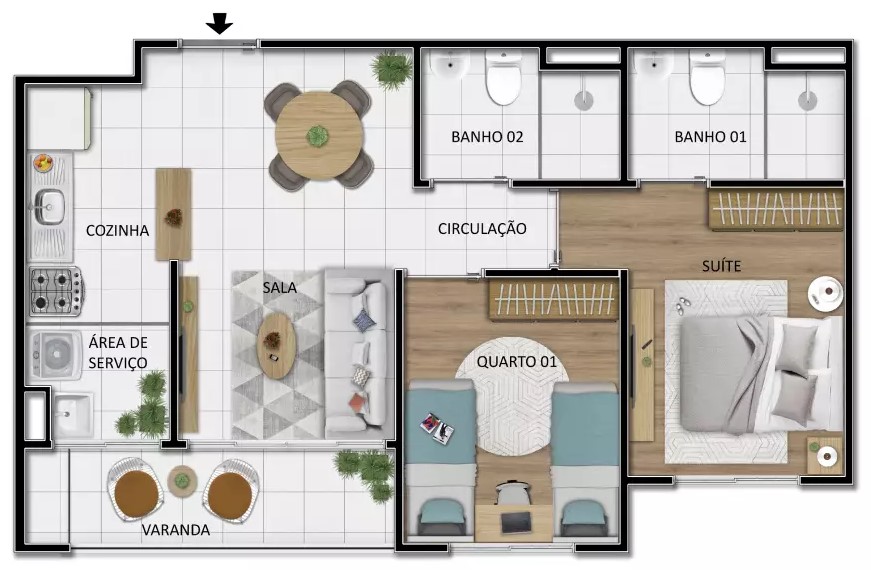 BANHO 02
BANHO 01
COZINHA
CIRCULAÇÃO
SUÍTE
SALA
ÁREA DE
SERVIÇO
QUARTO 01
VARANDA